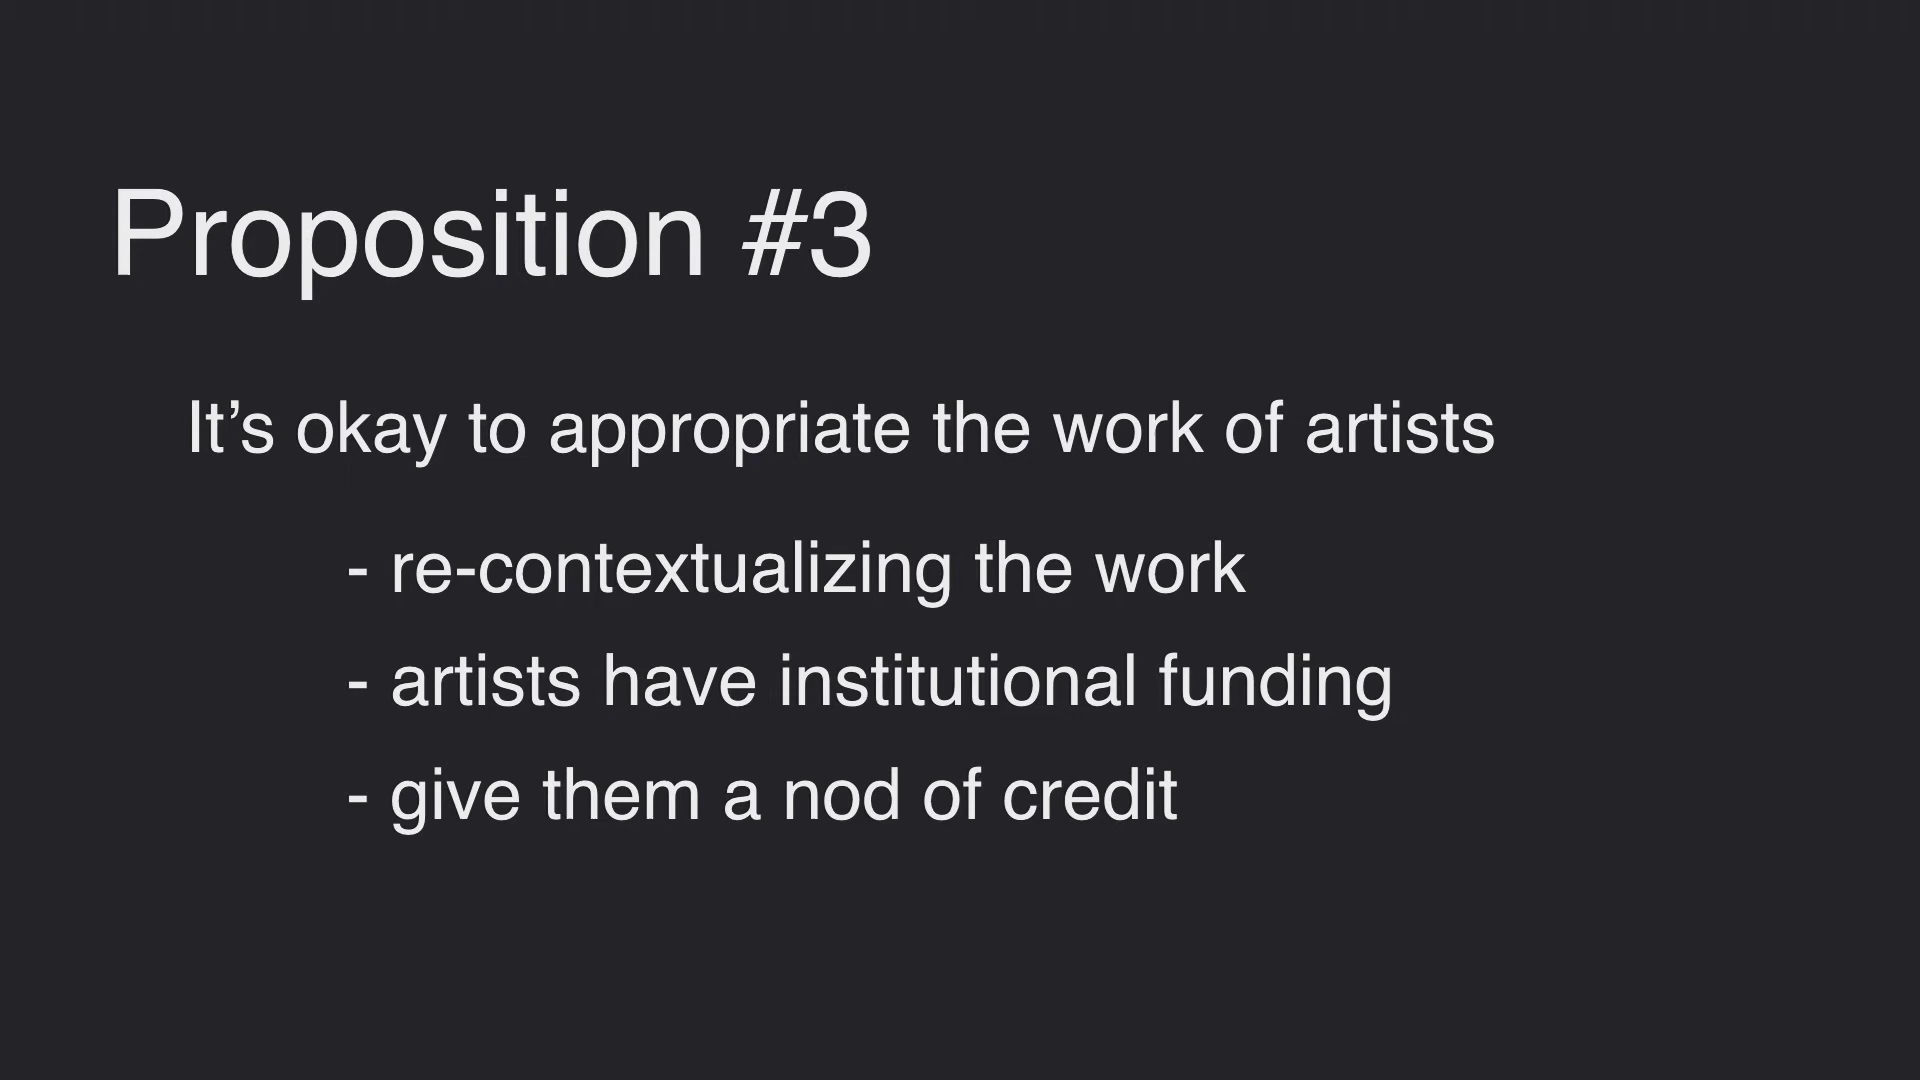 Proposition #3
It’s okay to appropriate the work of artists
- re-contextualizing the work
- artists have institutional funding
- give them a nod of credit